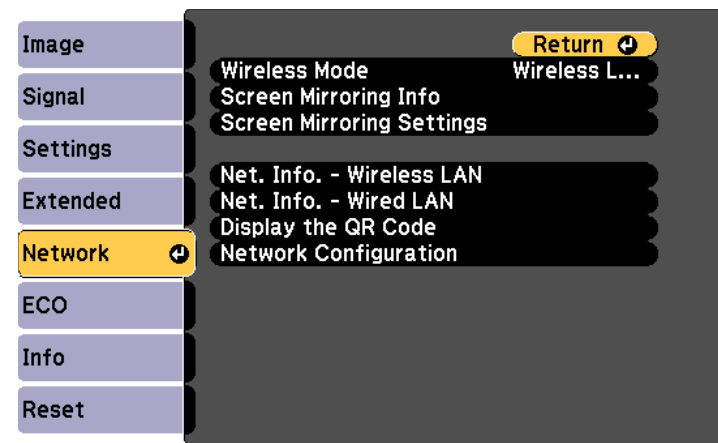 Image
Signal
Settings
Extended
Network
ECO
Info
Reset
Return
Wireless Mode Wireless L...
Screen Mirroring Info
Screen Mirroring Settings
Net. Info. - Wireless LAN
Net. Info. - Wired LAN
Display the QR Code
Network Configuration